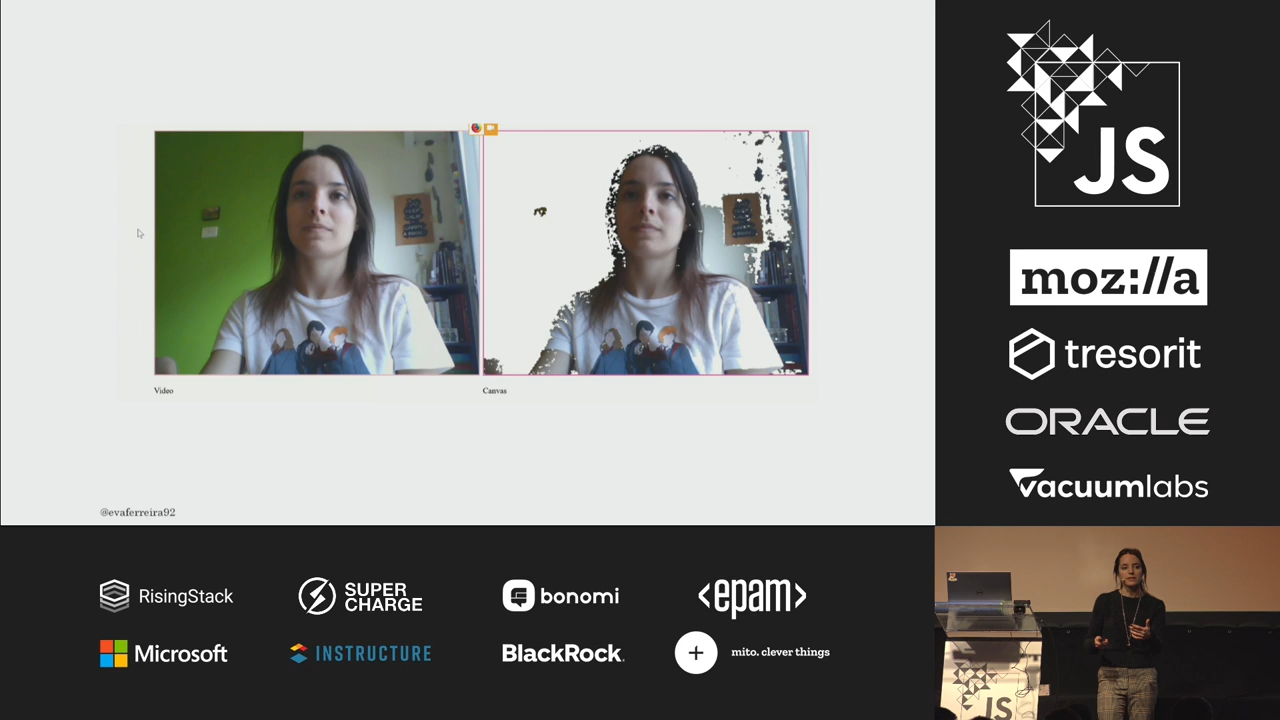 Video
Canvas
@evaferreira92
JS
moz://a
tresorit
ORACLE
vacuumlabs
RisingStack
SUPER
CHARGE
bonomi
<epam>
Microsoft
INSTRUCTURE
BlackRock.
mito. clever things
JS